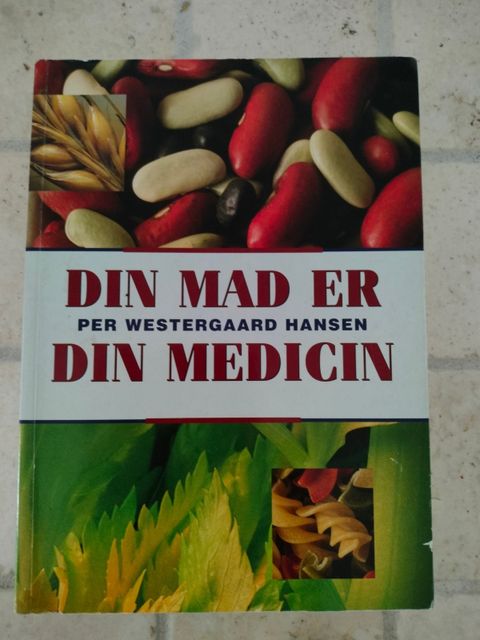 DIN MAD ER
PER WESTERGAARD HANSEN
DIN MEDICIN